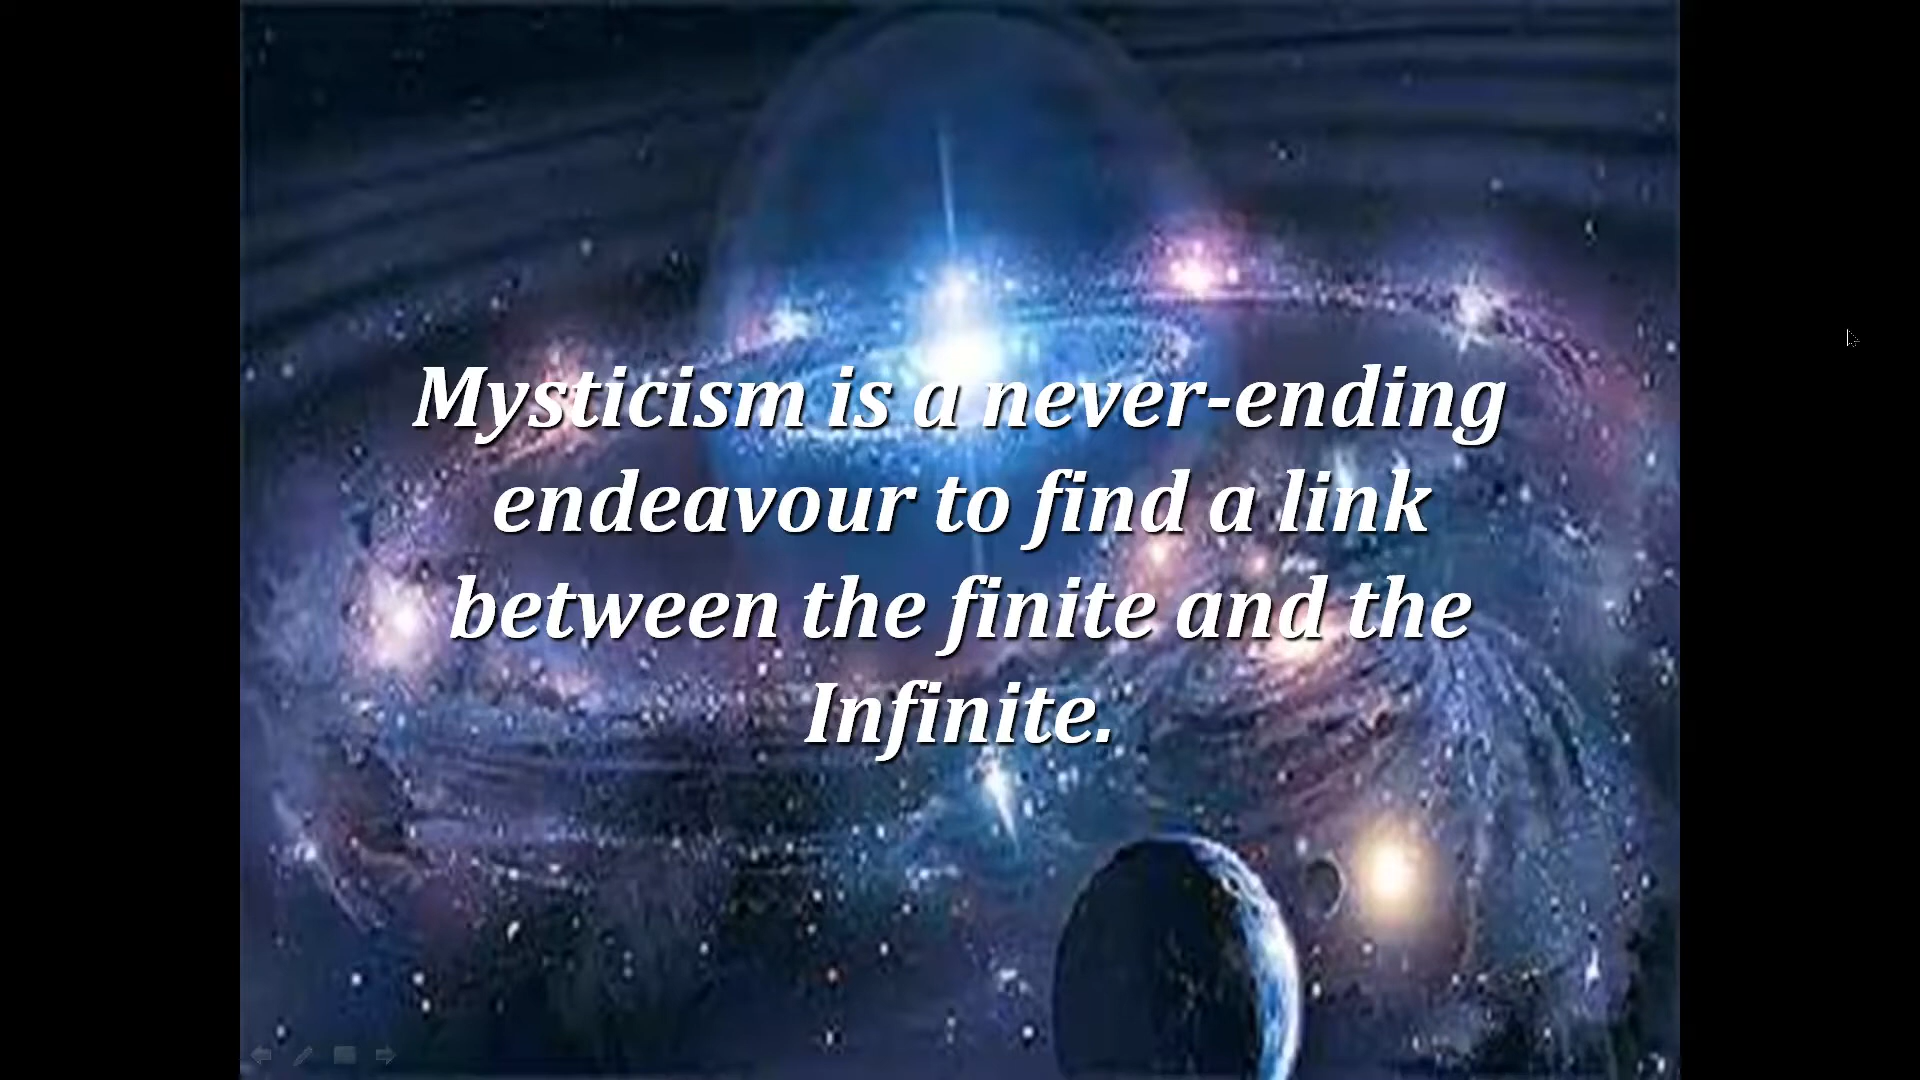 Mysticism is a never-ending
endeavour to find a link
between the finite and the
Infinite.